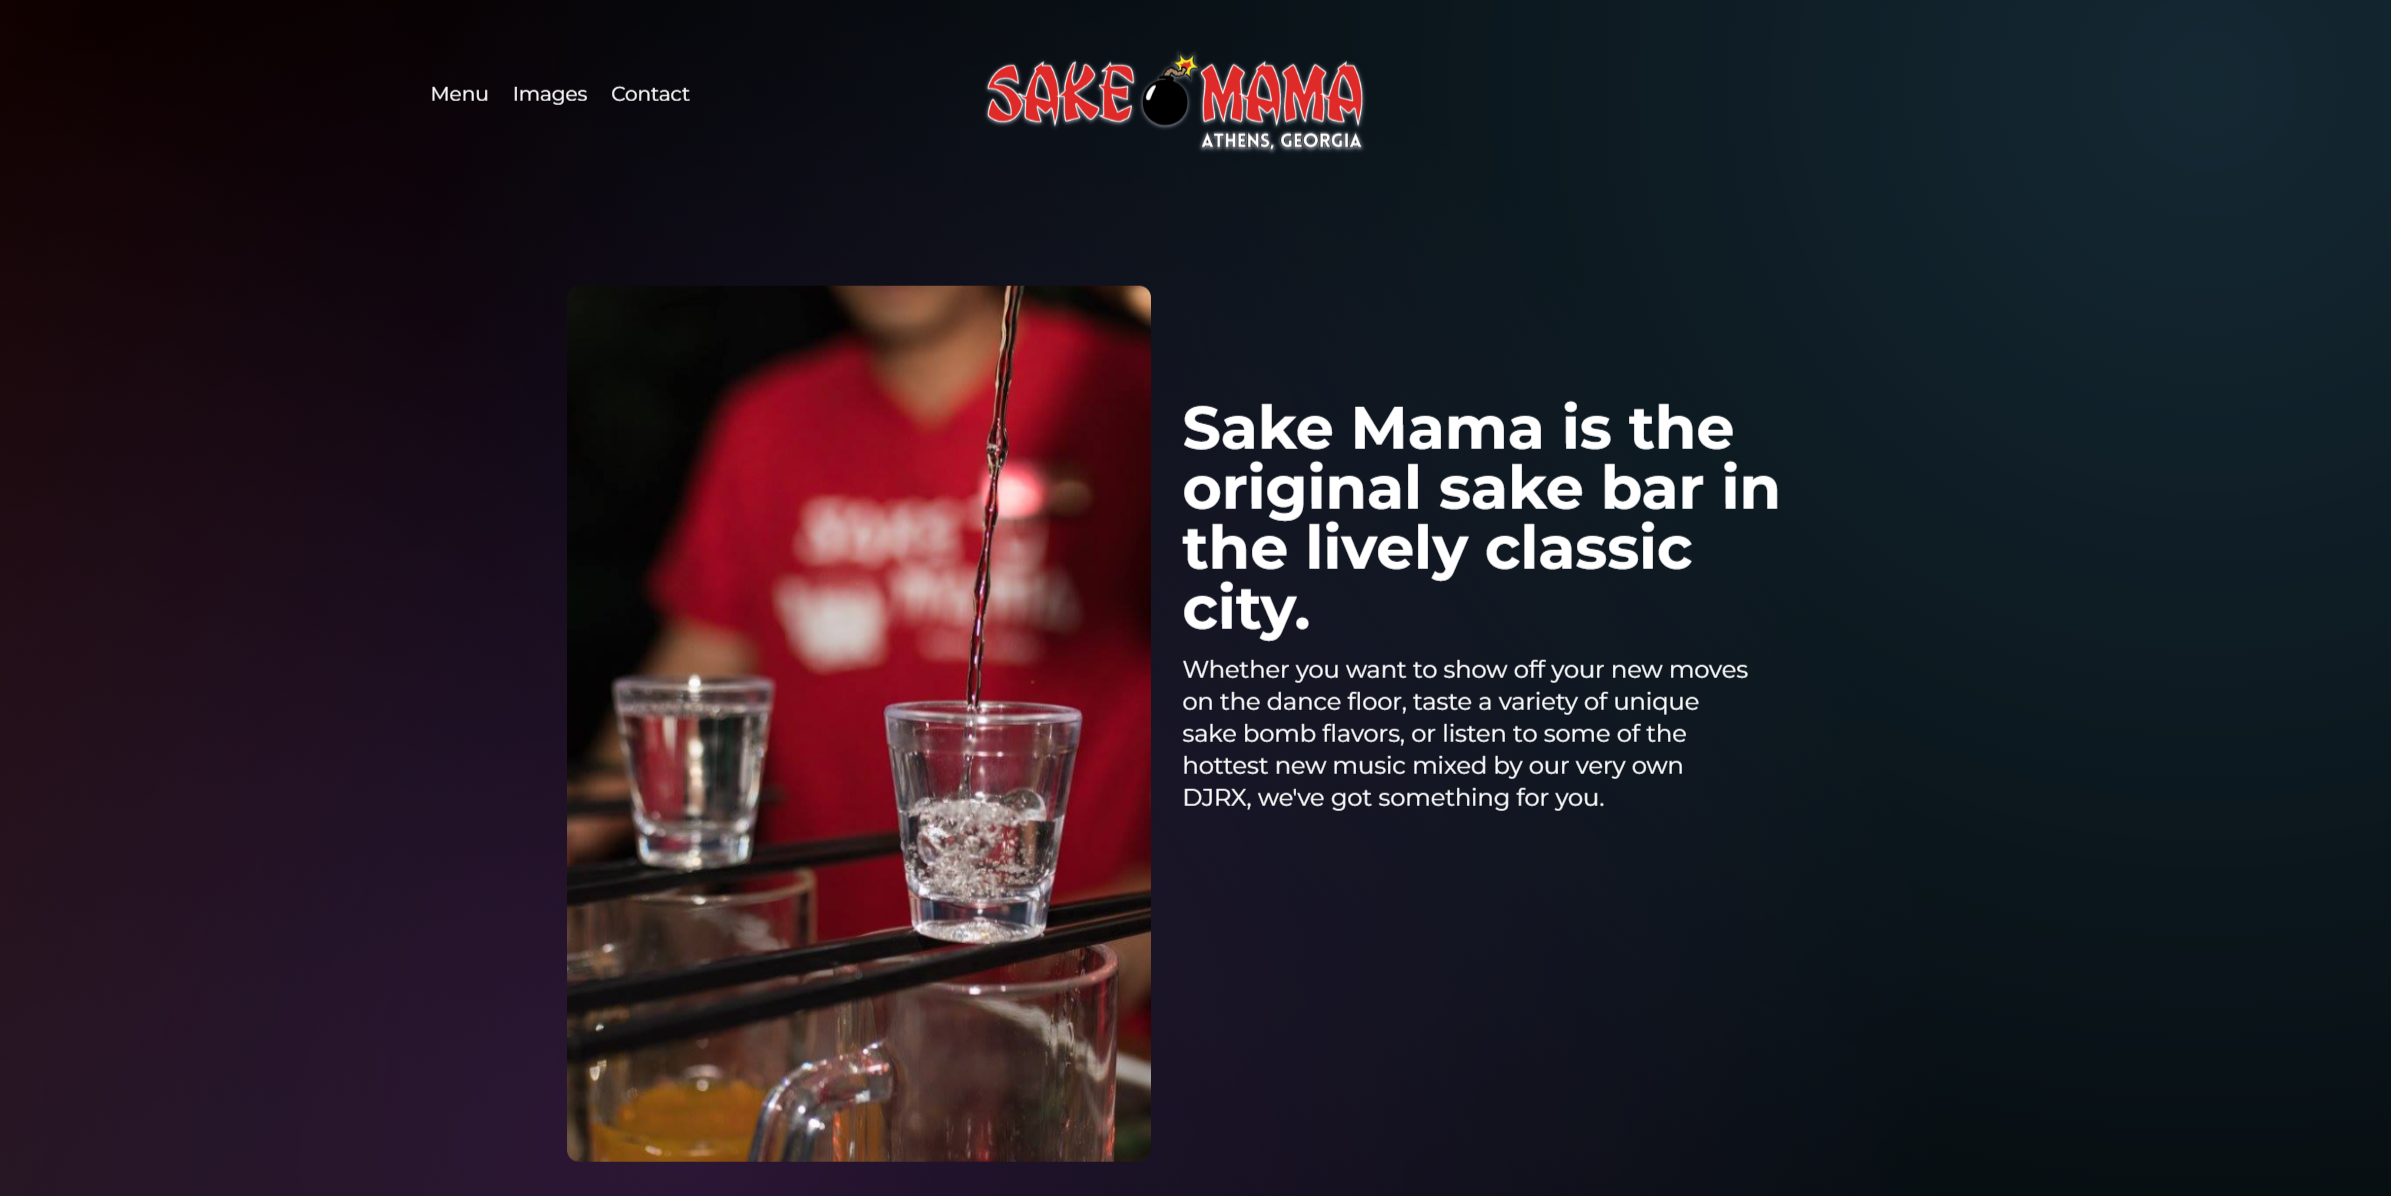 Menu Images Contact
SAKE MAMA
ATHENS, GEORGIA
SAKE
MAMA
Sake Mama is the
original sake bar in
the lively classic
city.
Whether you want to show off your new moves
on the dance floor, taste a variety of unique
sake bomb flavors, or listen to some of the
hottest new music mixed by our very own
DJRX, we've got something for you.